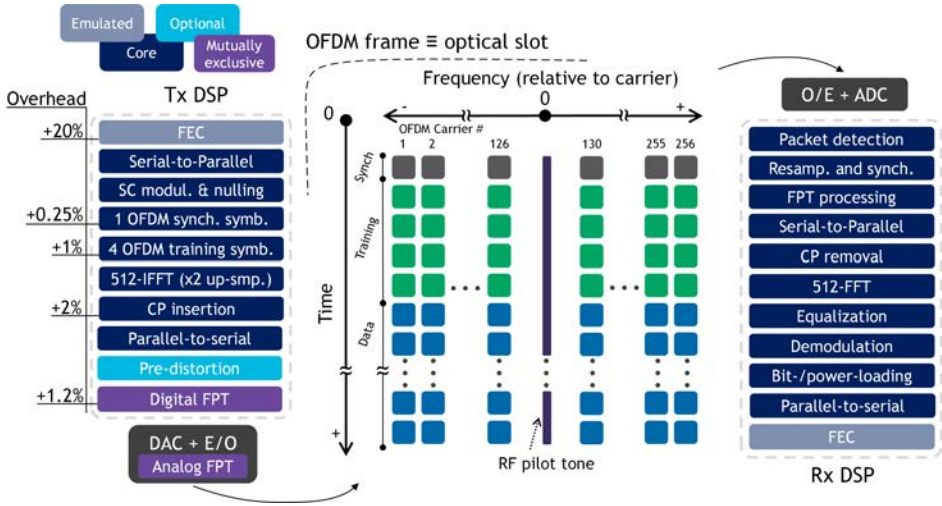 Emulated
Optional
Core
Mutually
exclusive
Overhead
Tx DSP
+20%
FEC
Serial-to-Parallel
SC modul. & nulling
+0.25%
1 OFDM synch. symb.
+1%
4 OFDM training symb.
512-IFFT (x2 up-smp.)
+2%
CP insertion
Parallel-to-serial
Pre-distortion
+1.2%
Digital FPT
DAC + E/O
Analog FPT
OFDM frame ≡ optical slot
Frequency (relative to carrier)
0
-
0
+
OFDM Carrier #
1
2
126
130
255
256
Synch
Training
Data
Time
+
RF pilot tone
O/E + ADC
Packet detection
Resamp. and synch.
FPT processing
Serial-to-Parallel
CP removal
512-FFT
Equalization
Demodulation
Bit-/power-loading
Parallel-to-serial
FEC
Rx DSP